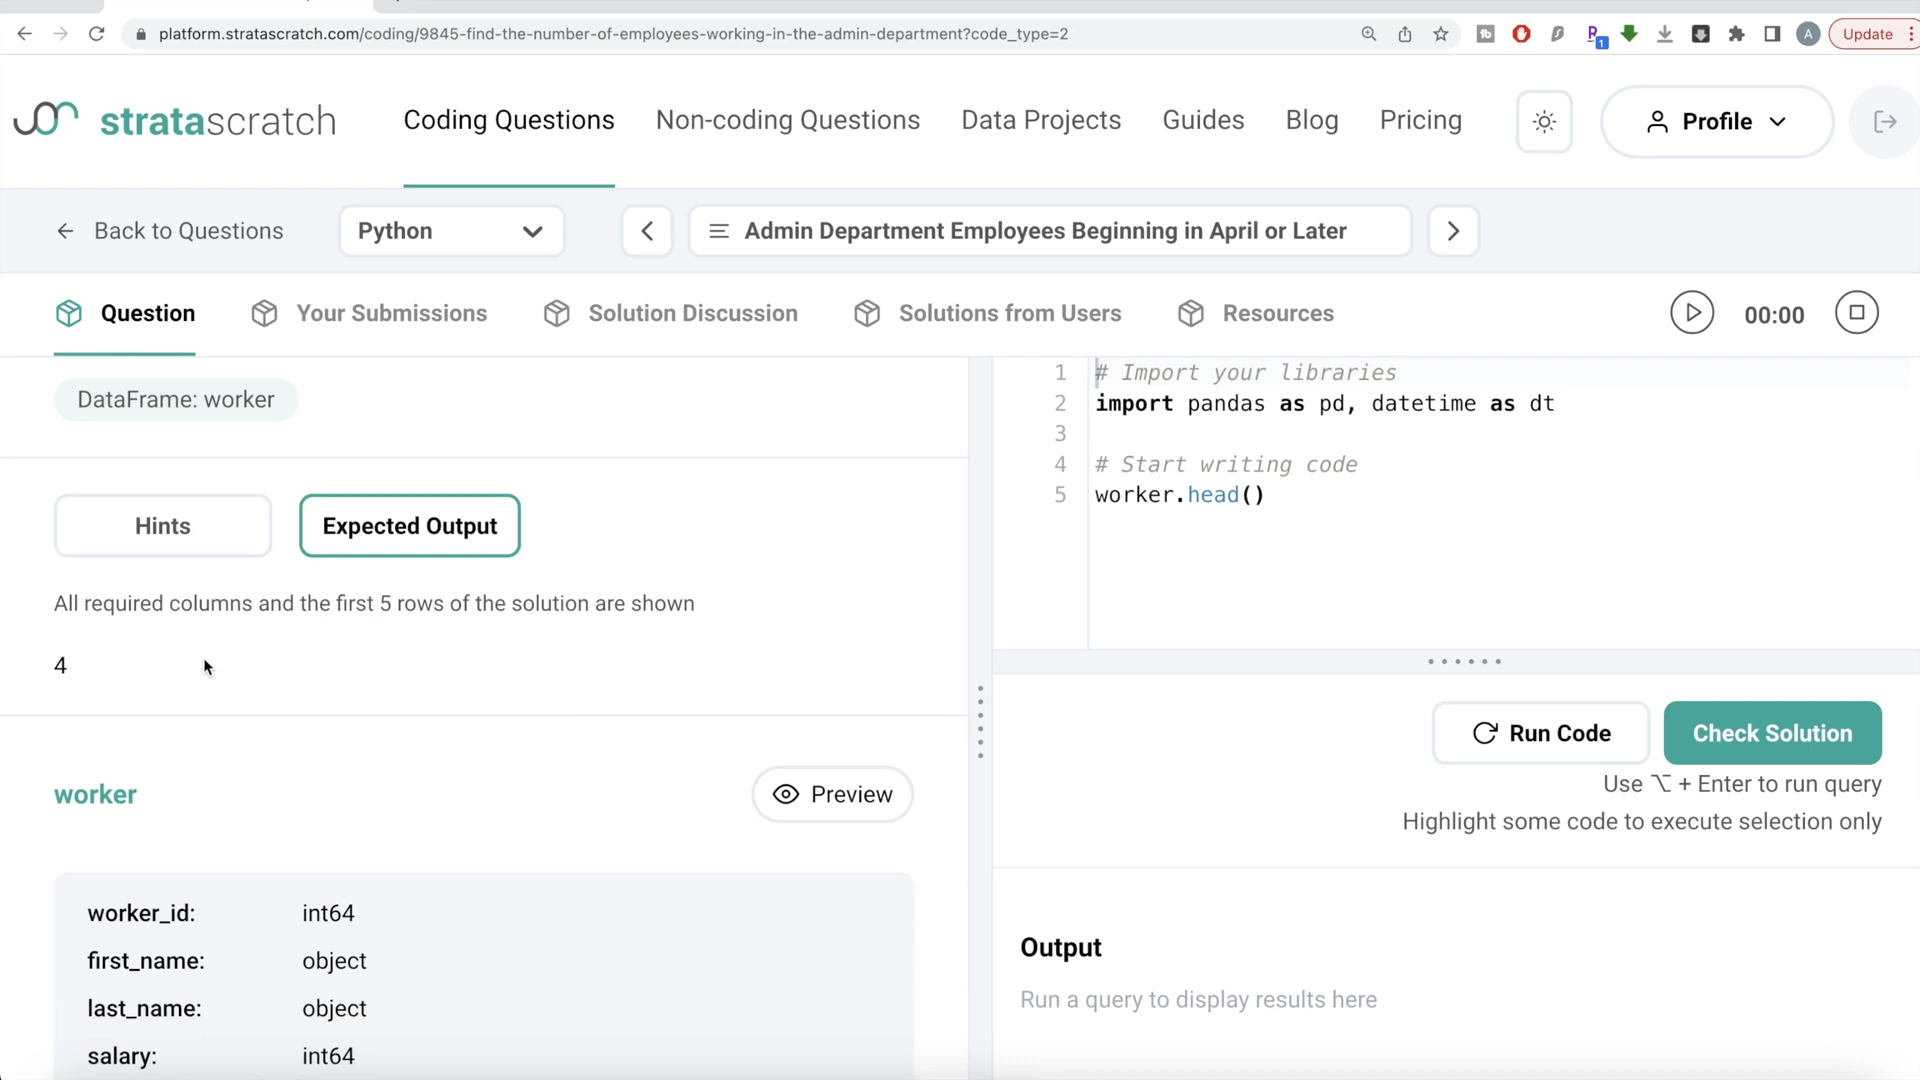 platform.stratascratch.com/coding/9845-find-the-number-of-employees-working-in-the-admin-department?code_type=2
1
A
Update
stratascratch
Coding Questions
Non-coding Questions
Data Projects
Guides
Blog
Pricing
Profile
Back to Questions
Python
Admin Department Employees Beginning in April or Later
Question
Your Submissions
Solution Discussion
Solutions from Users
Resources
00:00
DataFrame: worker
Hints
Expected Output
All required columns and the first 5 rows of the solution are shown
4
worker
Preview
worker_id: int64
first_name: object
last_name: object
salary: int64
1 # Import your libraries
2 import pandas as pd, datetime as dt
3
4 # Start writing code
5 worker.head()
Run Code
Check Solution
Use ⌥ + Enter to run query
Highlight some code to execute selection only
Output
Run a query to display results here